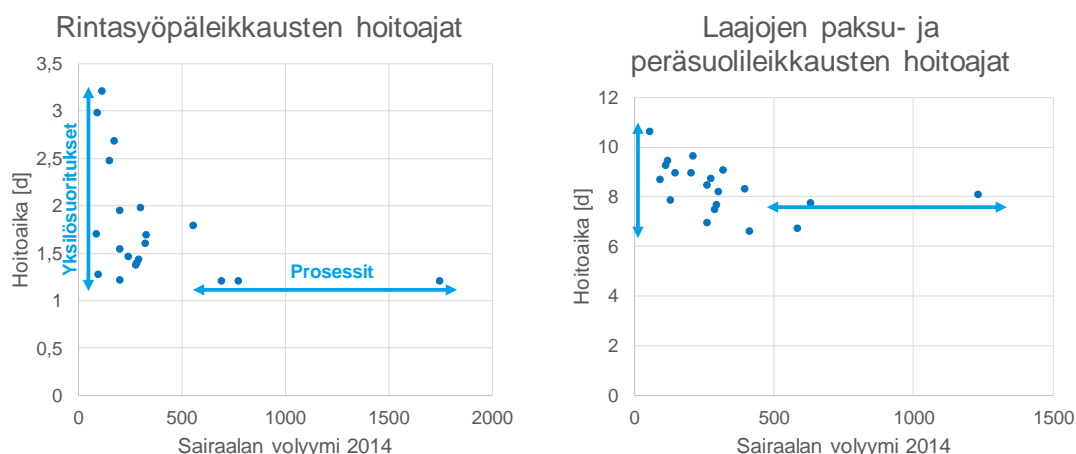 Rintasyöpäleikkausten hoitoajat
3,5
3
2,5
2
1,5
1
0,5
0
Hoitoaika [d]
Yksilösuoritukset
Prosessit
0
500
1000
1500
2000
Sairaalan volyymi 2014
Laajojen paksu- ja
peräsuolileikkausten hoitoajat
12
10
8
6
4
2
0
Hoitoaika [d]
0
500
1000
1500
Sairaalan volyymi 2014